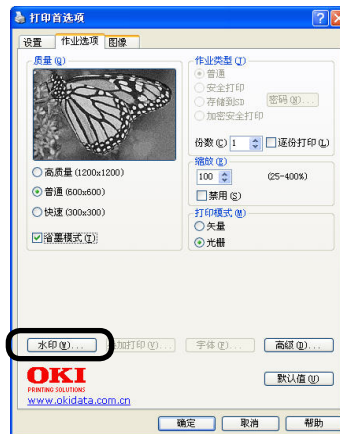 打印首选项
设置 作业选项 图像
质量(Q)
高质量(1200x1200)
普通(600x600)
快速(300x300)
省墨模式(T)
作业类型(J)
普通
安全打印
存储到SD
加密安全打印
密码(N)...
份数(C) 1 逐份打印(L)
缩放(E)
100 (25-400%)
禁用(S)
打印模式(M)
矢量
光栅
水印(W)... 加打印(V)... 字体(F)... 高级(D)...
OKI
PRINTING SOLUTIONS
www.okidata.com.cn
默认值(U)
确定 取消 帮助